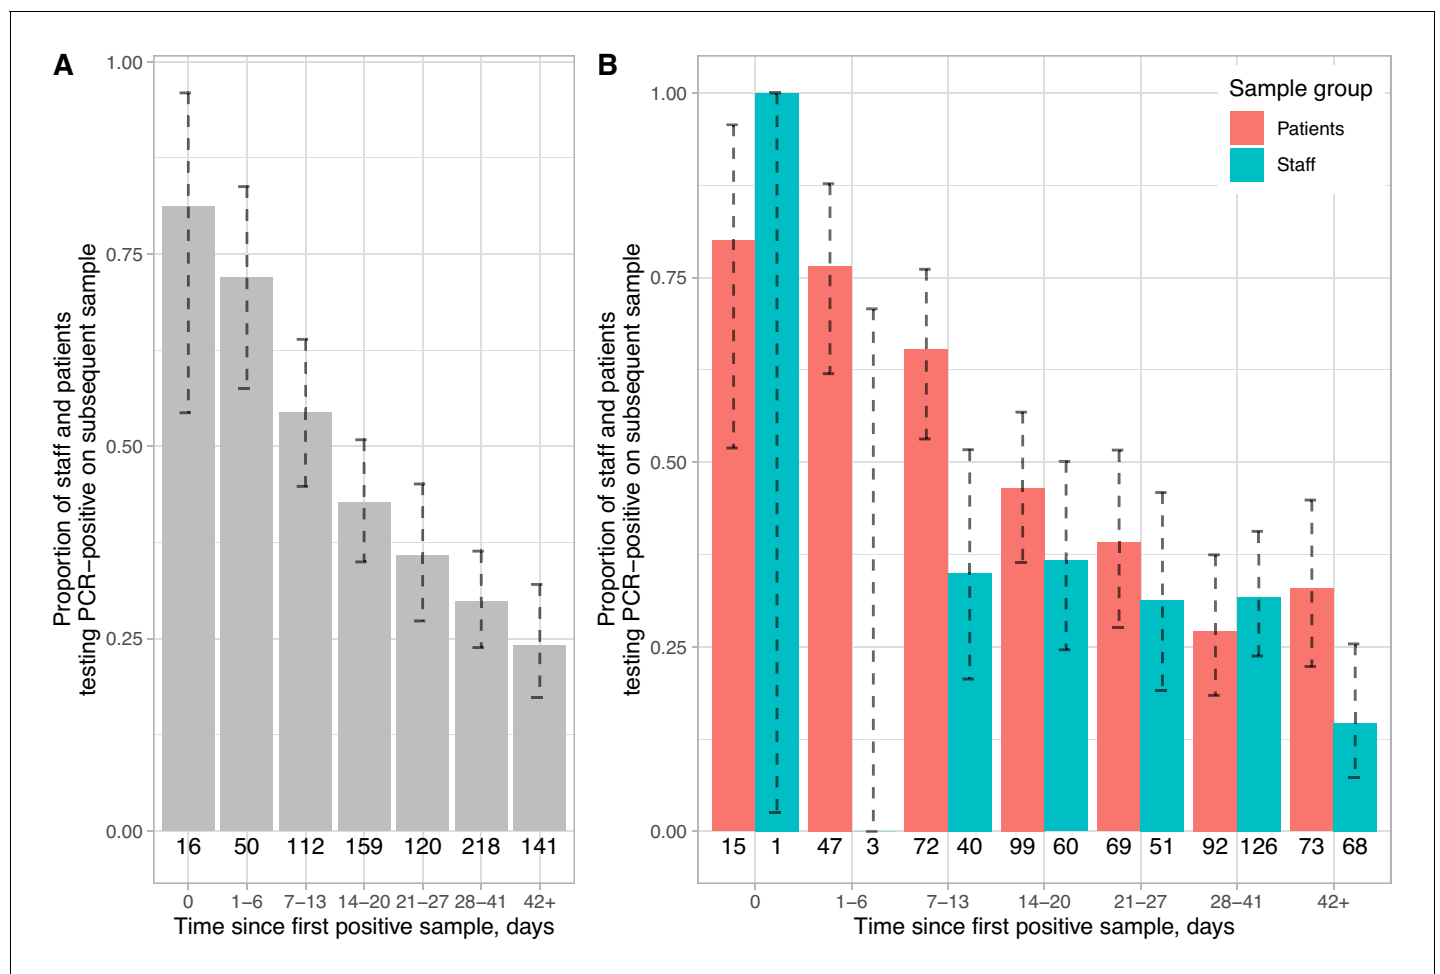 A
Proportion of staff and patients
testing PCR−positive on subsequent sample
1.00
0.75
0.50
0.25
0.00
16 50 112 159 120 218 141
0 1−6 7−13 14−20 21−27 28−41 42+
Time since first positive sample, days
B
Proportion of staff and patients
testing PCR−positive on subsequent sample
1.00
0.75
0.50
0.25
0.00
Sample group
Patients
Staff
15 1 47 3 72 40 99 60 69 51 92 126 73 68
0 1−6 7−13 14−20 21−27 28−41 42+
Time since first positive sample, days